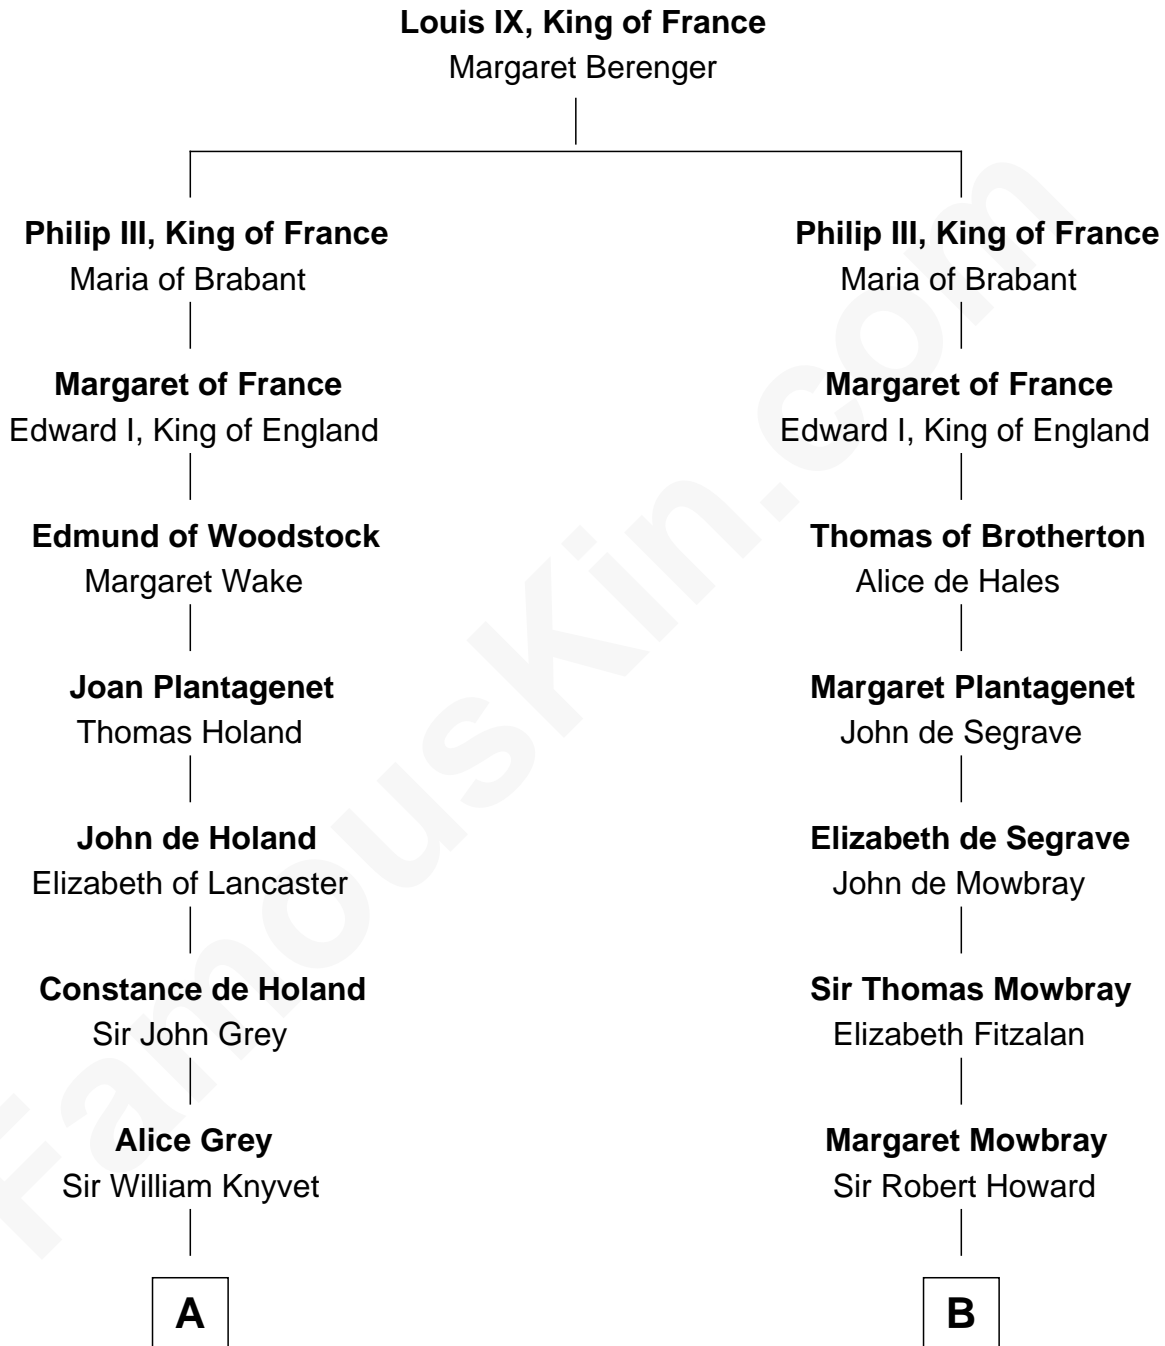 Louis IX, King of France
Margaret Berenger
Philip III, King of France
Maria of Brabant
Margaret of France
Edward I, King of England
Edmund of Woodstock
Margaret Wake
Joan Plantagenet
Thomas Holand
John de Holand
Elizabeth of Lancaster
Constance de Holand
Sir John Grey
Alice Grey
Sir William Knyvet
A
Philip III, King of France
Maria of Brabant
Margaret of France
Edward I, King of England
Thomas of Brotherton
Alice de Hales
Margaret Plantagenet
John de Segrave
Elizabeth de Segrave
John de Mowbray
Sir Thomas Mowbray
Elizabeth Fitzalan
Margaret Mowbray
Sir Robert Howard
B
FamousKin.com